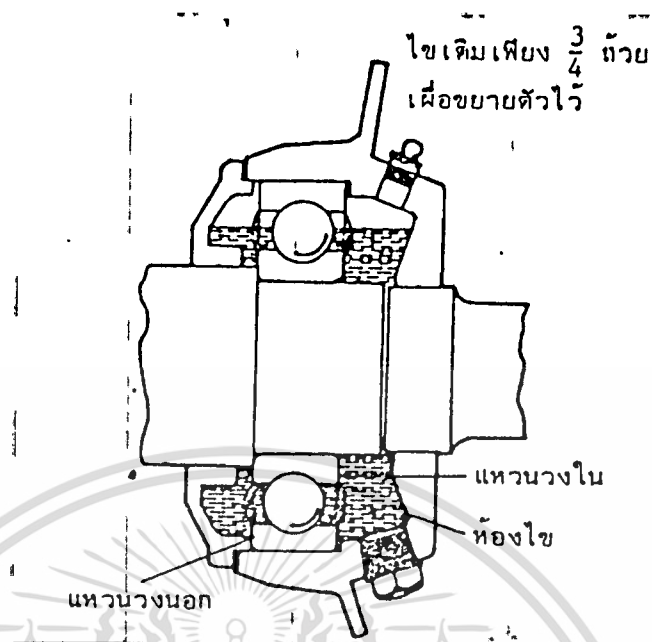 ไขเติมเพียง 3/4 ถ้วย
เผื่อขยายตัวไว้
แหวนวงใน
ห้องไข
แหวนวงนอก